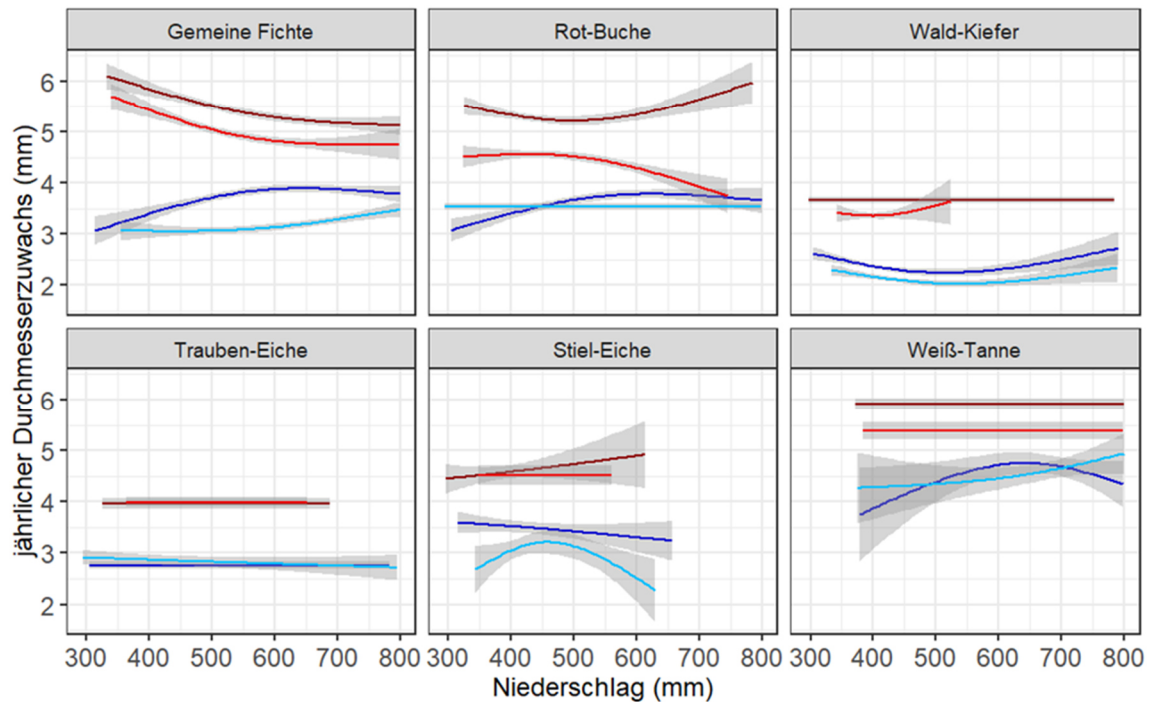 Gemeine Fichte Rot-Buche Wald-Kiefer
6
5
4
3
2
Trauben-Eiche Stiel-Eiche Weiß-Tanne
6
5
4
3
2
300 400 500 600 700 800 300 400 500 600 700 800 300 400 500 600 700 800
Niederschlag (mm)
jährlicher Durchmesserzuwachs (mm)